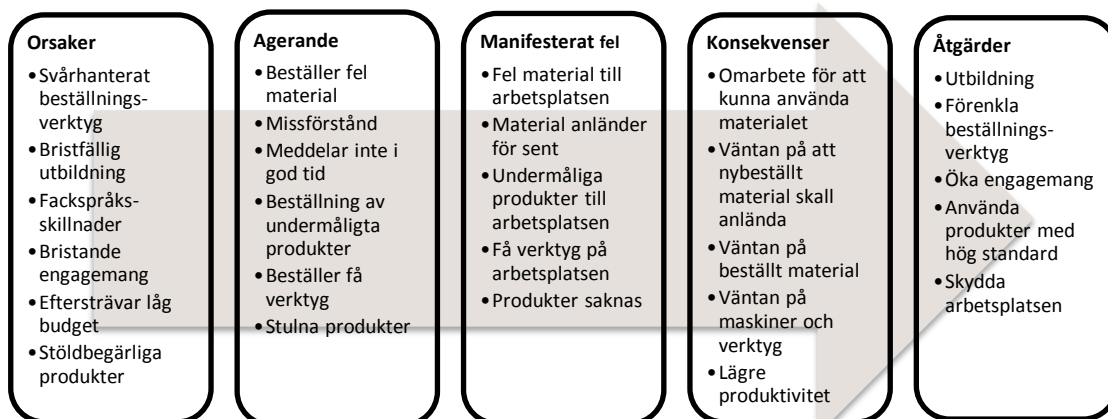 Orsaker
•Svårhanterat
beställnings-
verktyg
•Bristfällig
utbildning
•Fackspråks-
skillnader
•Bristande
engagemang
•Eftersträvar låg
budget
•Stöldbegärliga
produkter
Agerande
•Beställer fel
material
•Missförstånd
•Meddelar inte i
god tid
•Beställning av
undermåligta
produkter
•Beställer få
verktyg
•Stulna produkter
Manifesterat fel
•Fel material till
arbetsplatsen
•Material anländer
för sent
•Undermåliga
produkter till
arbetsplatsen
•Få verktyg på
arbetsplatsen
•Produkter saknas
Konsekvenser
•Omarbete för att
kunna använda
materialet
•Väntan på att
nybeställt
material skall
anlända
•Väntan på
beställt material
•Väntan på
maskiner och
verktyg
•Lägre
produktivitet
Åtgärder
•Utbildning
•Förenkla
beställnings-
verktyg
•Öka engagemang
•Använda
produkter med
hög standard
•Skydda
arbetsplatsen